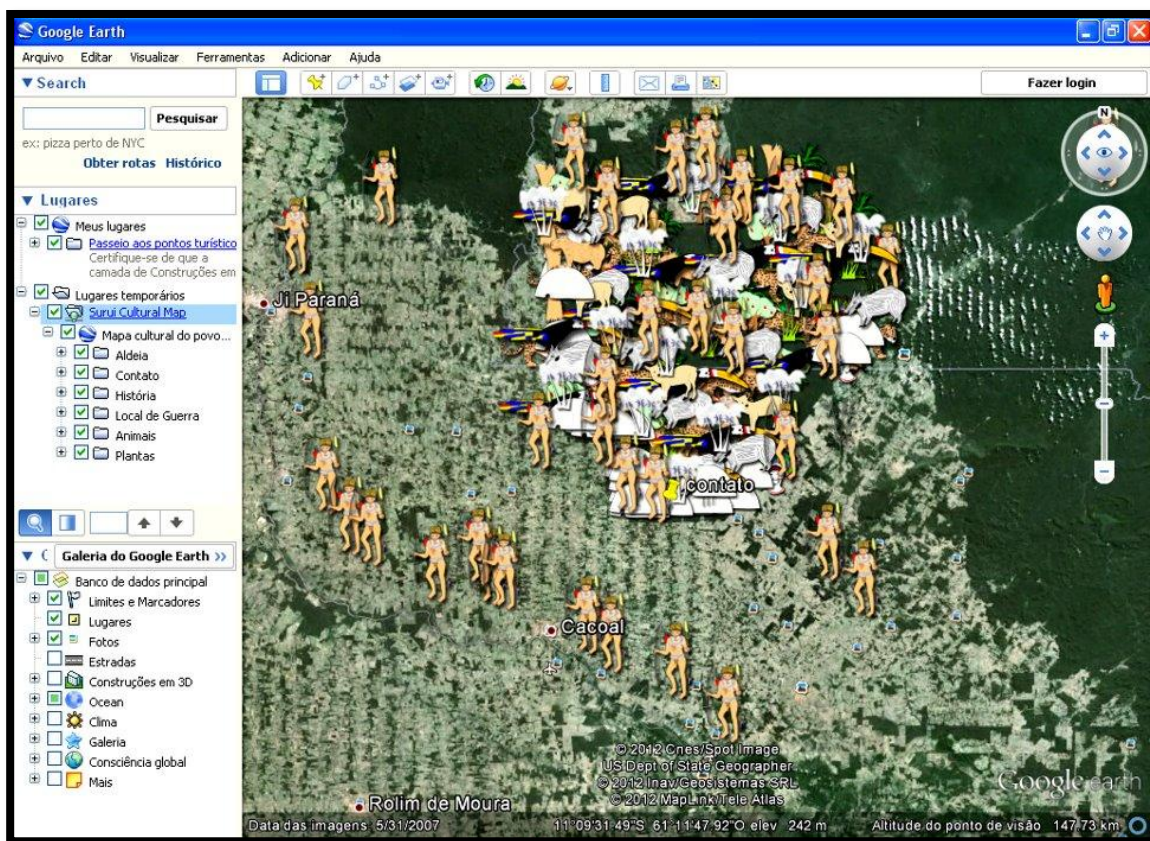 Google Earth
Arquivo Editar Visualizar Ferramentas Adicionar Ajuda
Search
Pesquisar
ex: pizza perto de NYC
Obter rotas Histórico
Lugares
Meus lugares
Passeio aos pontos turístico
Certifique-se de que a
camada de Construções em
Lugares temporários
Surui Cultural Map
Mapa cultural do povo...
Aldeia
Contato
História
Local de Guerra
Animais
Plantas
Galeria do Google Earth >>
Banco de dados principal
Limites e Marcadores
Lugares
Fotos
Estradas
Construções em 3D
Ocean
Clima
Galeria
Consciência global
Mais
Fazer login
N
Ji Paraná
contato
Cacoal
Rolim de Moura
© 2012 Cnes/Spot Image
US Dept of State Geographer
© 2012 Inav/Geosistemas SRL
© 2012 MapLink/Tele Atlas
Google earth
Data das imagens: 5/31/2007 11°09'31.49"S 61°11'47.92"O elev 242 m Altitude do ponto de visão 147.73 km